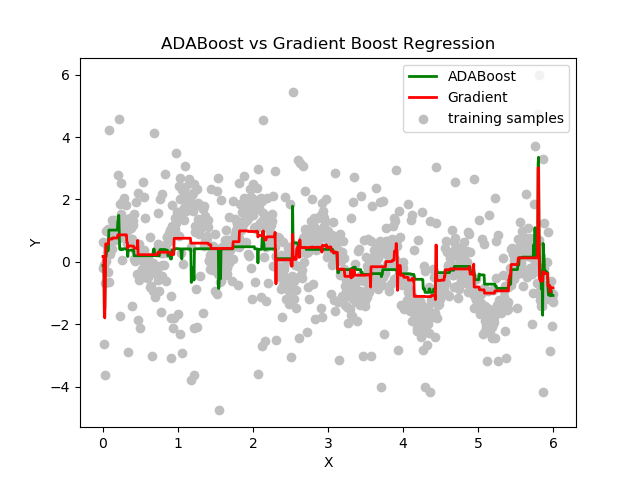 ADABoost vs Gradient Boost Regression
ADABoost
Gradient
training samples
6
4
2
0
−2
−4
Y
0 1 2 3 4 5 6
X